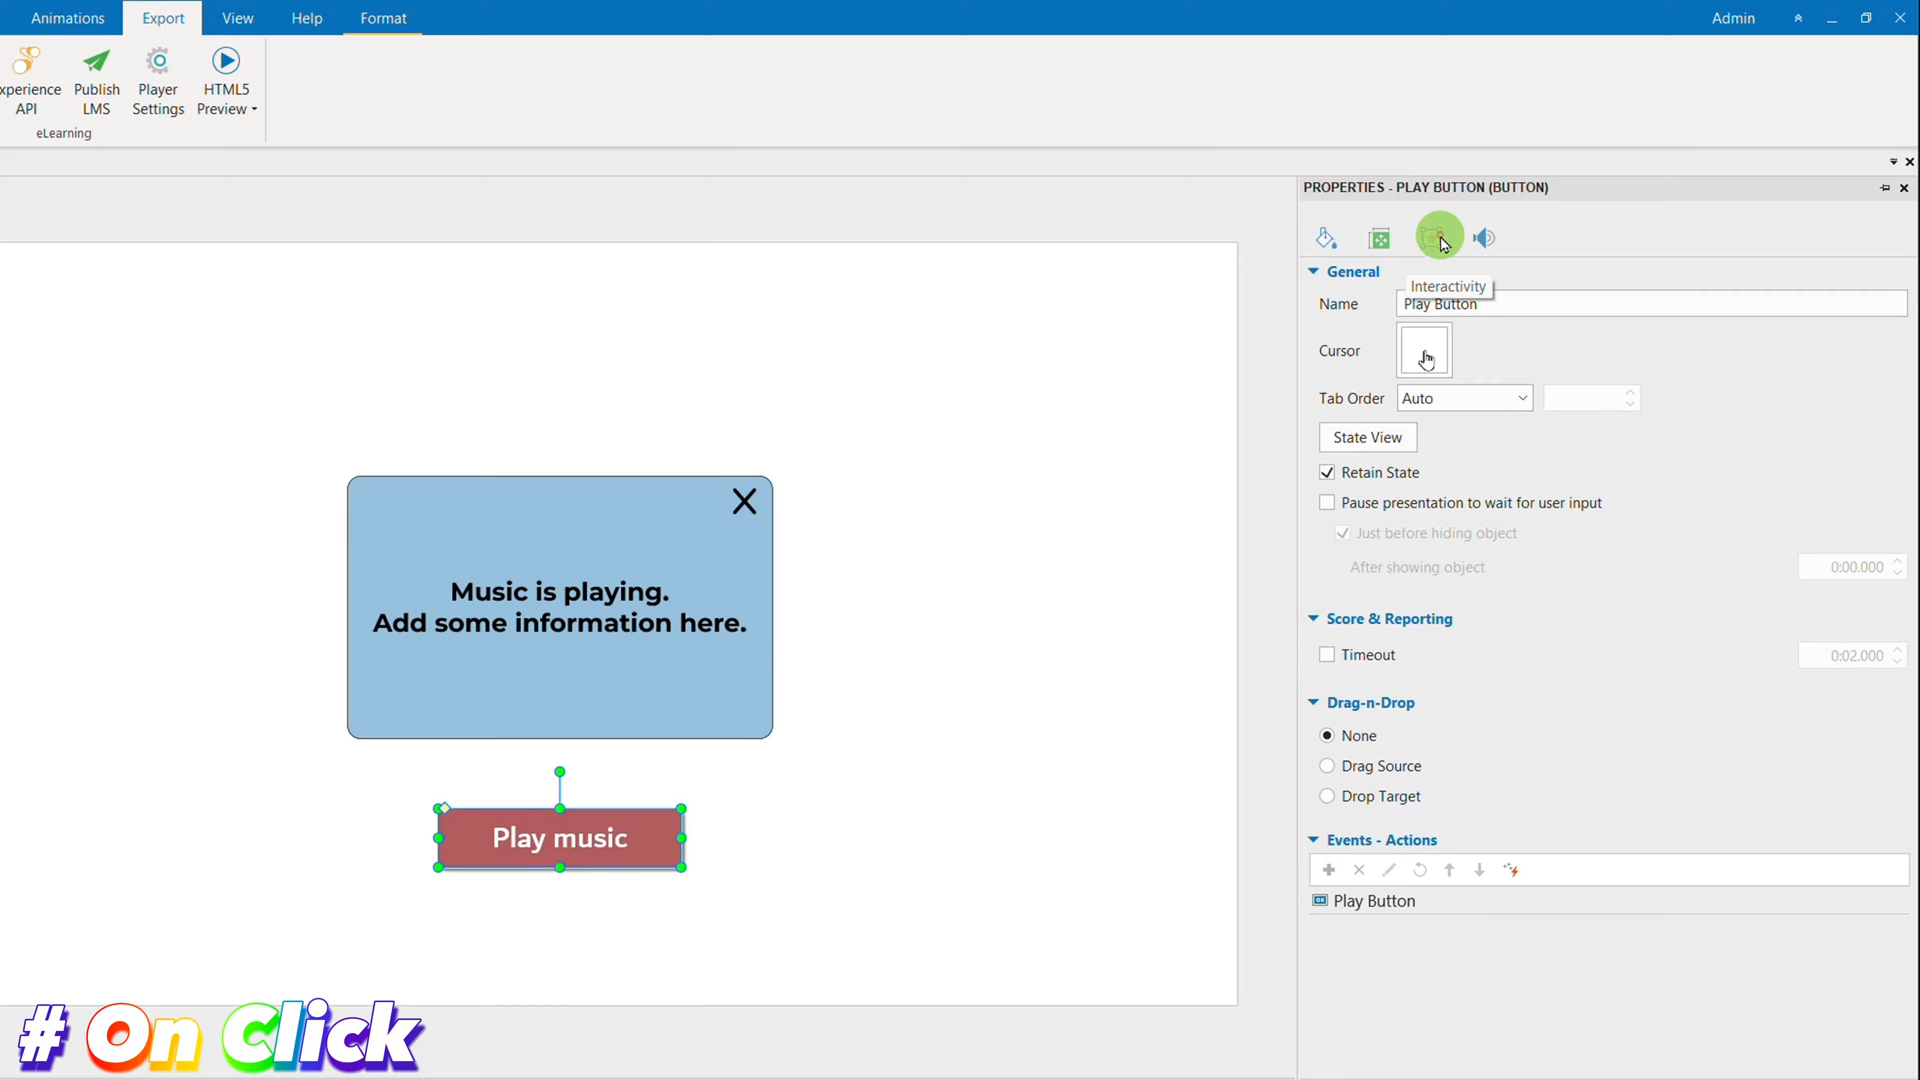 Animations Export View Help Format Admin
xperience API
Publish LMS
Player Settings
HTML5 Preview
eLearning
PROPERTIES - PLAY BUTTON (BUTTON)
General
Interactivity
Name Play Button
Cursor
Tab Order Auto
State View
Retain State
Pause presentation to wait for user input
Just before hiding object
After showing object 0:00.000
Score & Reporting
Timeout 0:02.000
Drag-n-Drop
None
Drag Source
Drop Target
Events - Actions
Play Button
X
Music is playing.
Add some information here.
Play music
# On Click